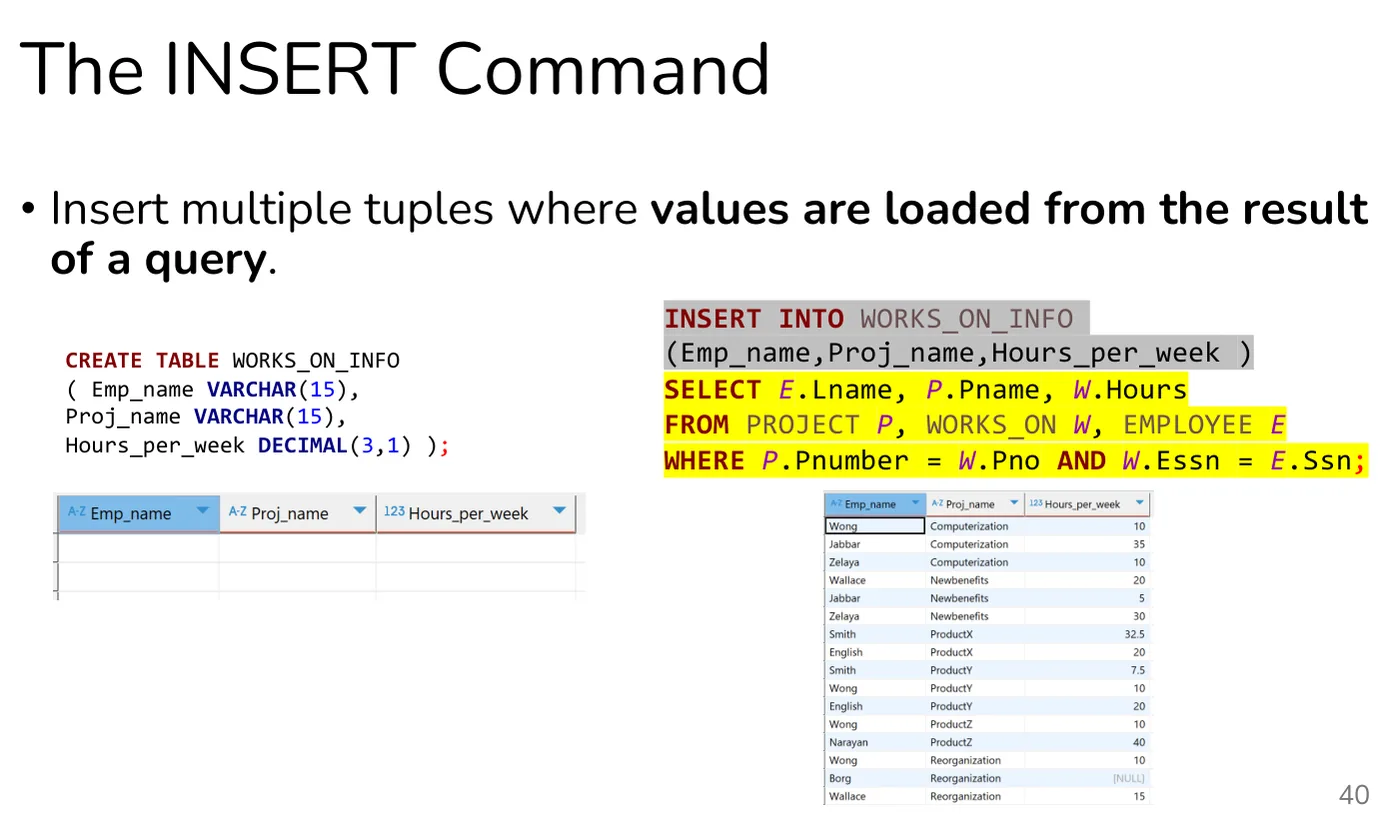 The INSERT Command
• Insert multiple tuples where values are loaded from the result
of a query.
CREATE TABLE WORKS_ON_INFO
( Emp_name VARCHAR(15),
Proj_name VARCHAR(15),
Hours_per_week DECIMAL(3,1) );
A-Z Emp_name A-Z Proj_name 123 Hours_per_week
INSERT INTO WORKS_ON_INFO
(Emp_name,Proj_name,Hours_per_week )
SELECT E.Lname, P.Pname, W.Hours
FROM PROJECT P, WORKS_ON W, EMPLOYEE E
WHERE P.Pnumber = W.Pno AND W.Essn = E.Ssn;
A-Z Emp_name A-Z Proj_name 123 Hours_per_week
Wong Computerization 10
Jabbar Computerization 35
Zelaya Computerization 10
Wallace Newbenefits 20
Jabbar Newbenefits 5
Zelaya Newbenefits 30
Smith ProductX 32.5
English ProductX 20
Smith ProductY 7.5
Wong ProductY 10
English ProductY 20
Wong ProductZ 10
Narayan ProductZ 40
Wong Reorganization 10
Borg Reorganization [NULL]
Wallace Reorganization 15
40